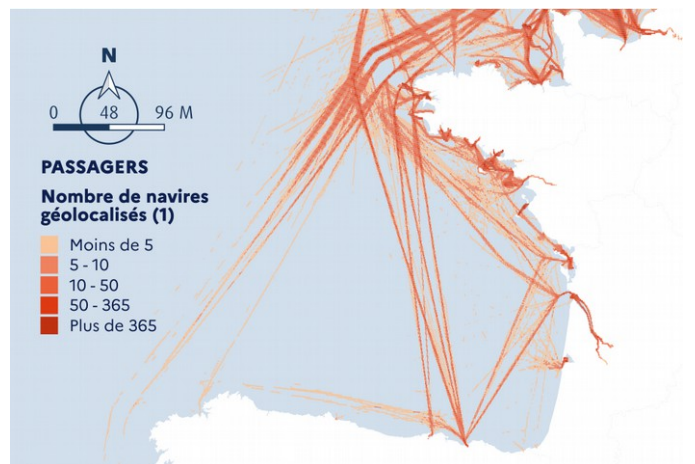 N
0 48 96 M
PASSAGERS
Nombre de navires
géolocalisés (1)
Moins de 5
5 - 10
10 - 50
50 - 365
Plus de 365